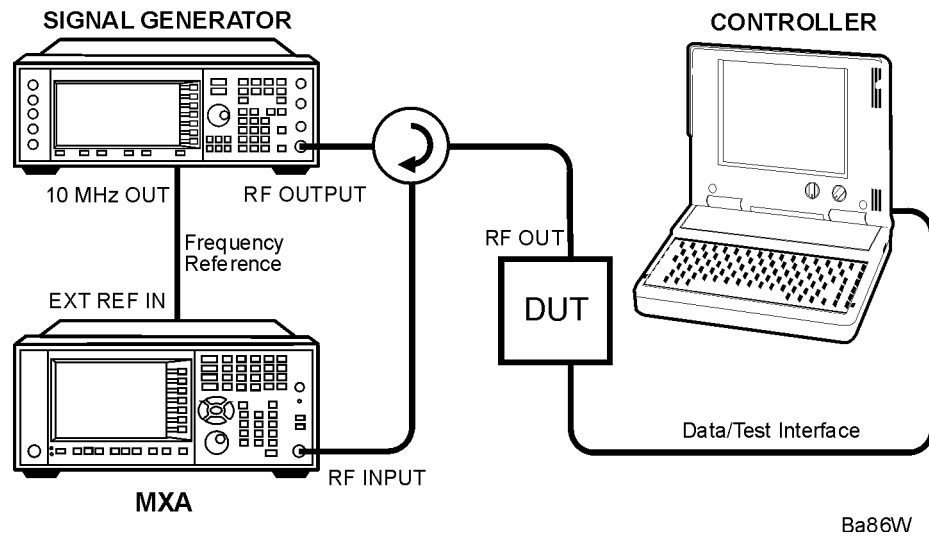 SIGNAL GENERATOR
CONTROLLER
10 MHz OUT
RF OUTPUT
Frequency
Reference
RF OUT
EXT REF IN
DUT
Data/Test Interface
RF INPUT
MXA
Ba86W